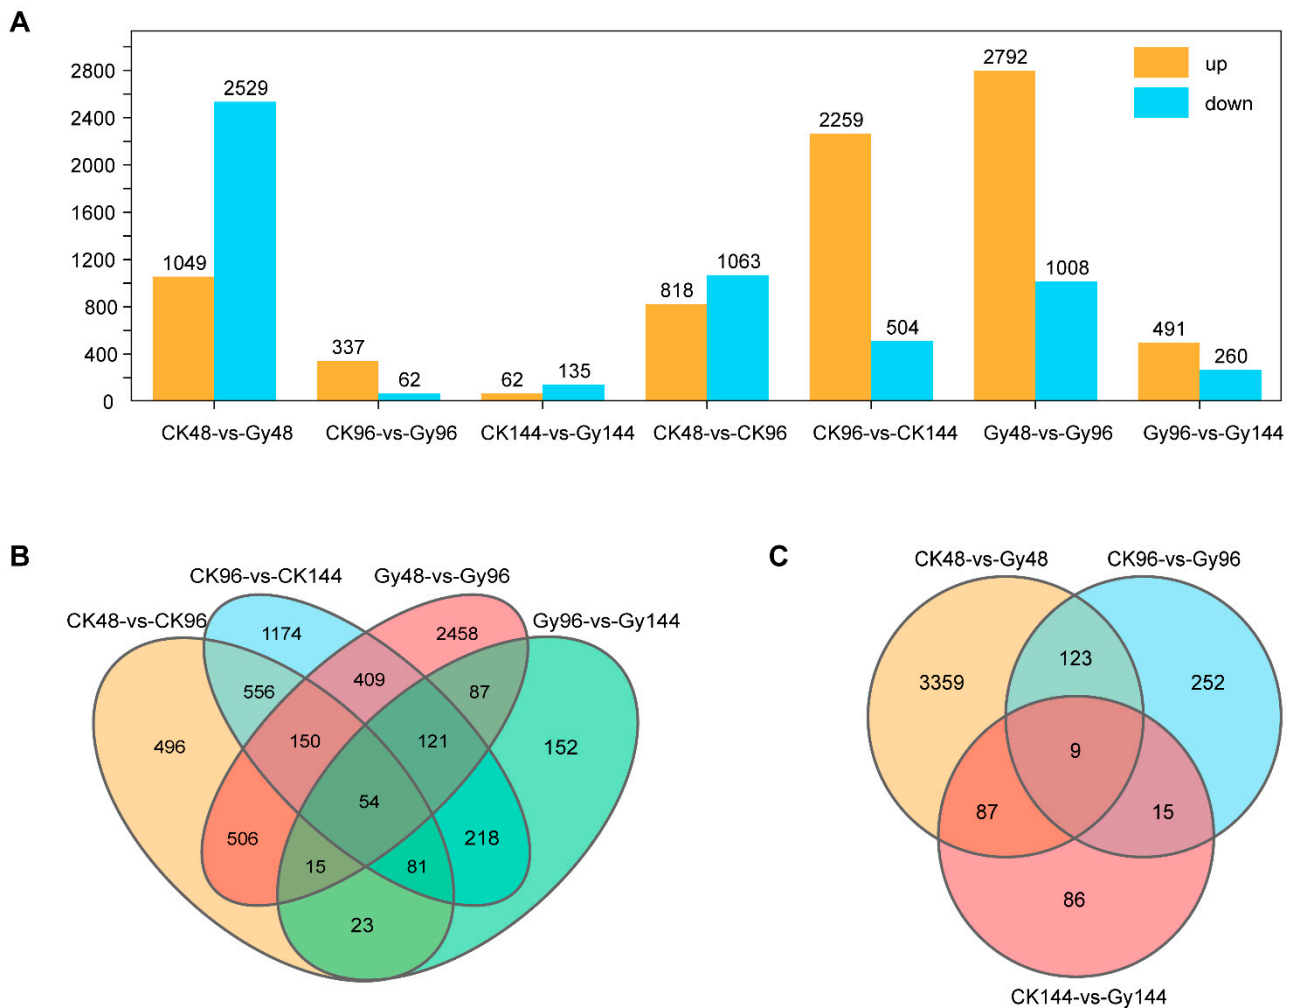 A
2800
2400
2000
1600
1200
800
400
0
1049
2529
337
62
62
135
818
1063
2259
504
2792
1008
491
260
up
down
CK48-vs-Gy48
CK96-vs-Gy96
CK144-vs-Gy144
CK48-vs-CK96
CK96-vs-CK144
Gy48-vs-Gy96
Gy96-vs-Gy144
B
CK96-vs-CK144
Gy48-vs-Gy96
CK48-vs-CK96
Gy96-vs-Gy144
1174
2458
556
409
87
496
150
121
152
54
506
15
81
218
23
C
CK48-vs-Gy48
CK96-vs-Gy96
123
3359
252
9
87
15
86
CK144-vs-Gy144